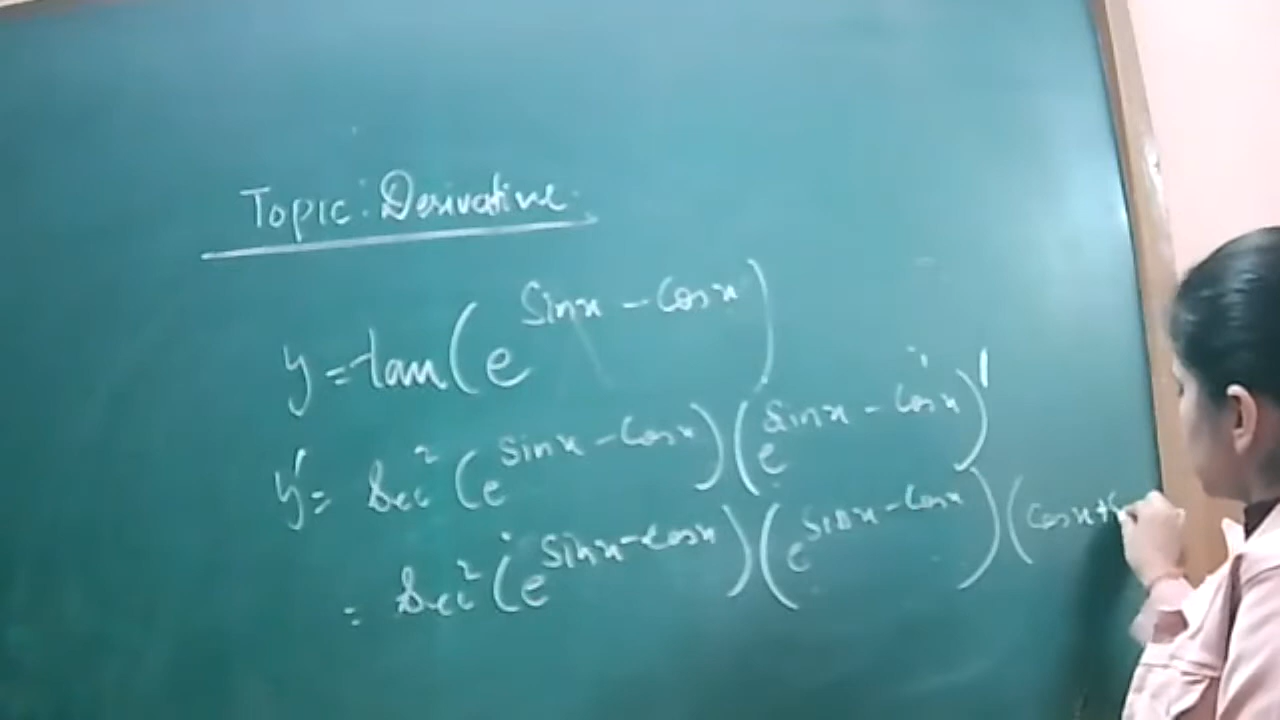 Topic: Derivative.
y = tan(e^{Sinx - Cosx})
y' = Sec²(e^{Sinx - Cosx})(e^{Sinx - Cosx})'
= Sec²(e^{Sinx - Cosx})(e^{Sinx - Cosx})(Cosx+